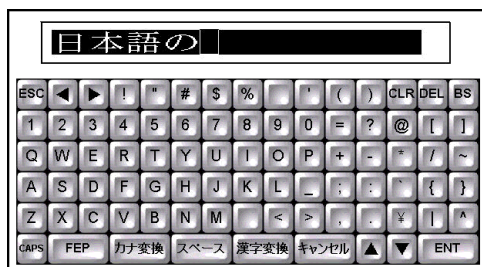 日本語の
ESC ◀ ▶ ! " # $ % ' ( ) CLR DEL BS
1 2 3 4 5 6 7 8 9 0 = ? @ [ ]
Q W E R T Y U I O P + - * / ~
A S D F G H J K L _ ; : ` { }
Z X C V B N M < > , . ¥ | ^
CAPS FEP カナ変換 スペース 漢字変換 キャンセル ▲ ▼ ENT